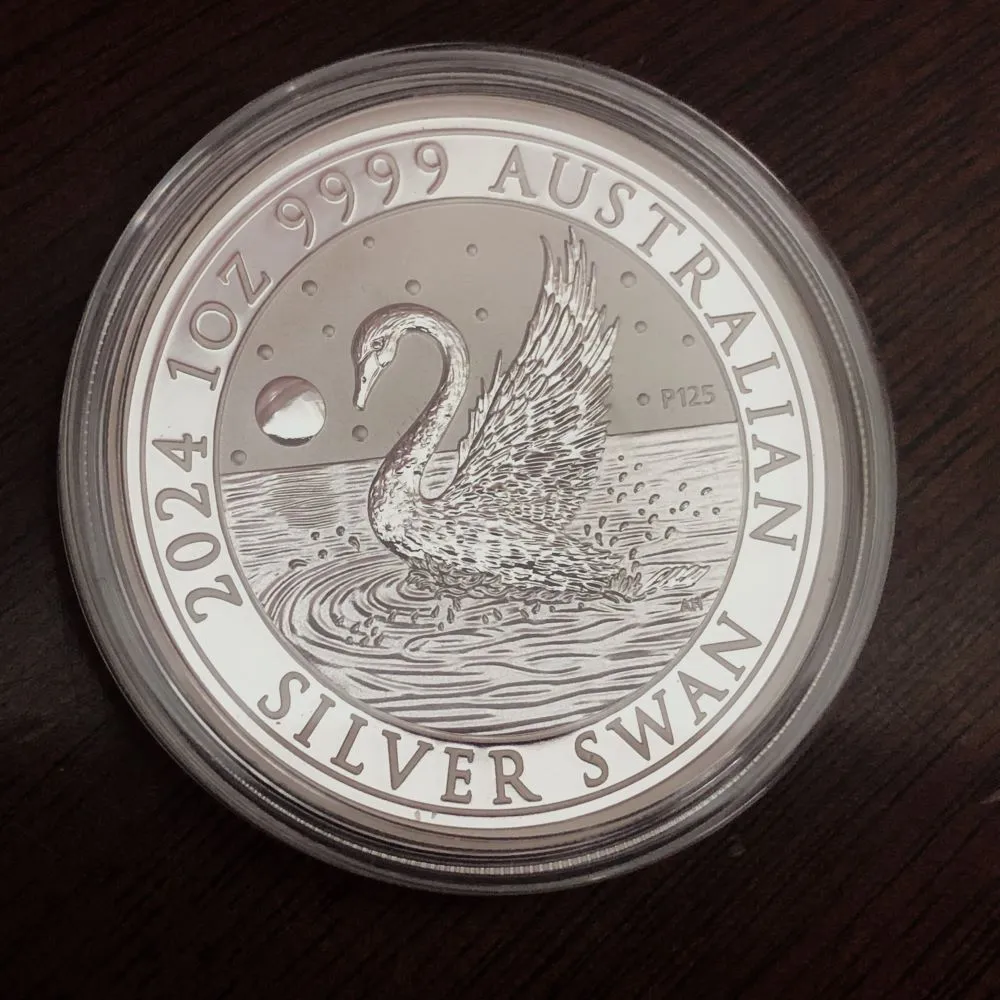 2024 1OZ 9999 AUSTRALIAN
SILVER SWAN
P125
AH